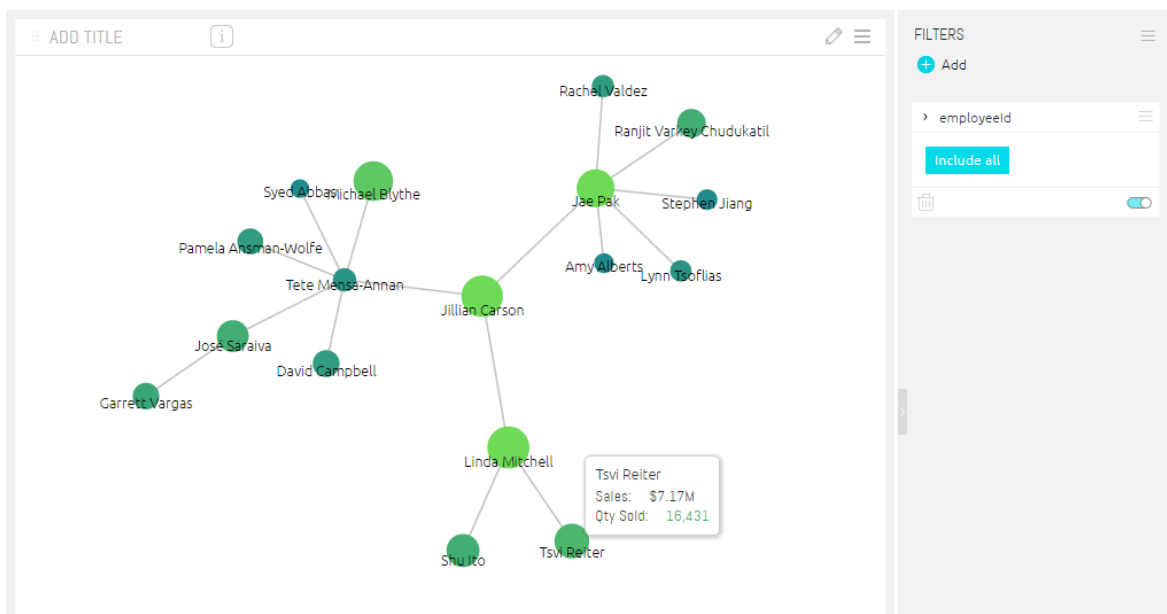 ADD TITLE
i
Rachel Valdez
Ranjit Varkey Chudukatil
Syed Abbas
Michael Blythe
Jae Pak
Stephen Jiang
Pamela Ansman-Wolfe
Amy Alberts
Lynn Tsoflias
Tete Mensa-Annan
Jillian Carson
José Saraiva
David Campbell
Garrett Vargas
Linda Mitchell
Tsvi Reiter
Sales: $7.17M
Qty Sold: 16,431
Shu Ito
Tsvi Reiter
FILTERS
+ Add
> employeeId
Include all